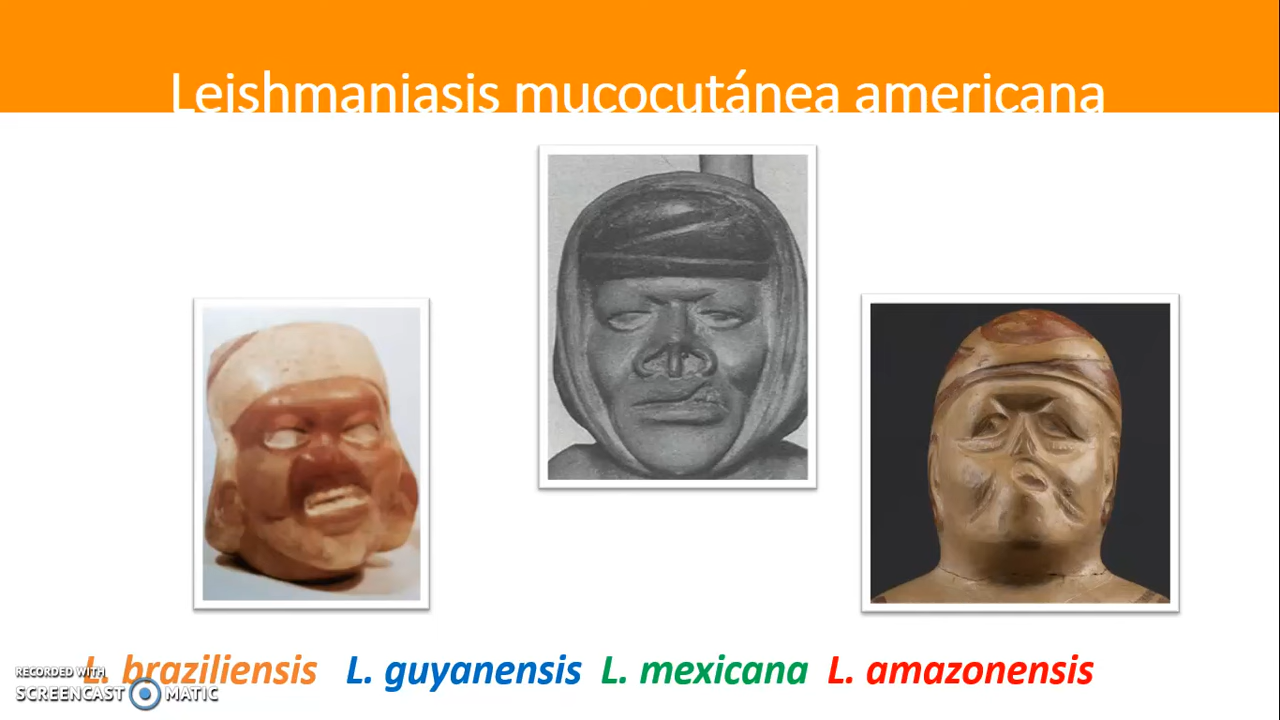 Leishmaniasis mucocutánea americana
L. braziliensis L. guyanensis L. mexicana L. amazonensis
RECORDED WITH
SCREENCAST MATIC